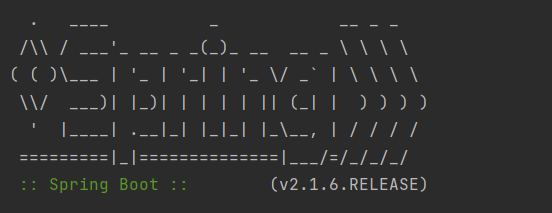 .   ____          _            __ _ _
 /\\ / ___'_ __ _ _(_)_ __  __ _ \ \ \ \
( ( )\___ | '_ | '_| | '_ \/ _` | \ \ \ \
 \\/  ___)| |_)| | | | | || (_| |  ) ) ) )
  '  |____| .__|_| |_|_| |_\__, | / / / /
 =========|_|==============|___/=/_/_/_/
 :: Spring Boot ::        (v2.1.6.RELEASE)